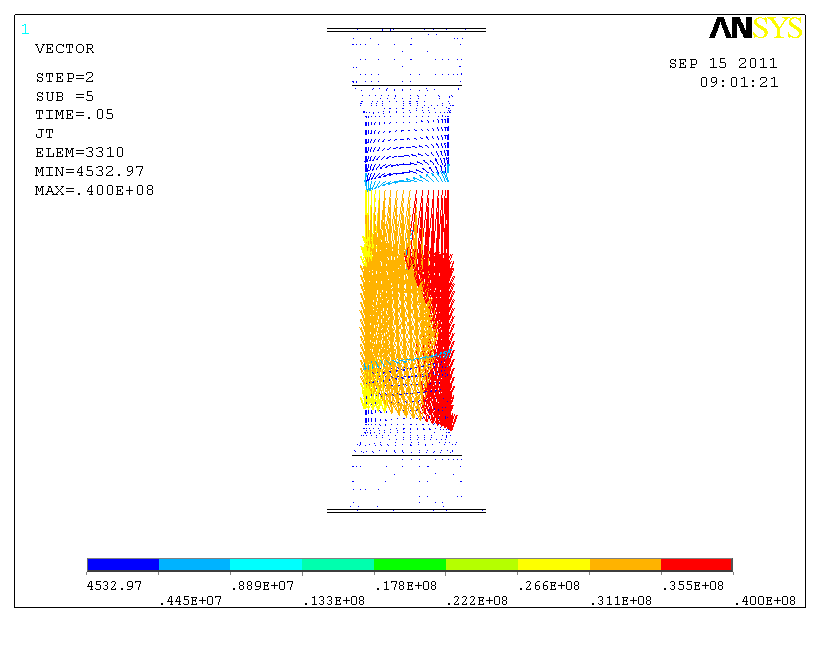 1
ANSYS
VECTOR
SEP 15 2011
09:01:21
STEP=2
SUB =5
TIME=.05
JT
ELEM=3310
MIN=4532.97
MAX=.400E+08
4532.97 .889E+07 .178E+08 .266E+08 .355E+08
.445E+07 .133E+08 .222E+08 .311E+08 .400E+08